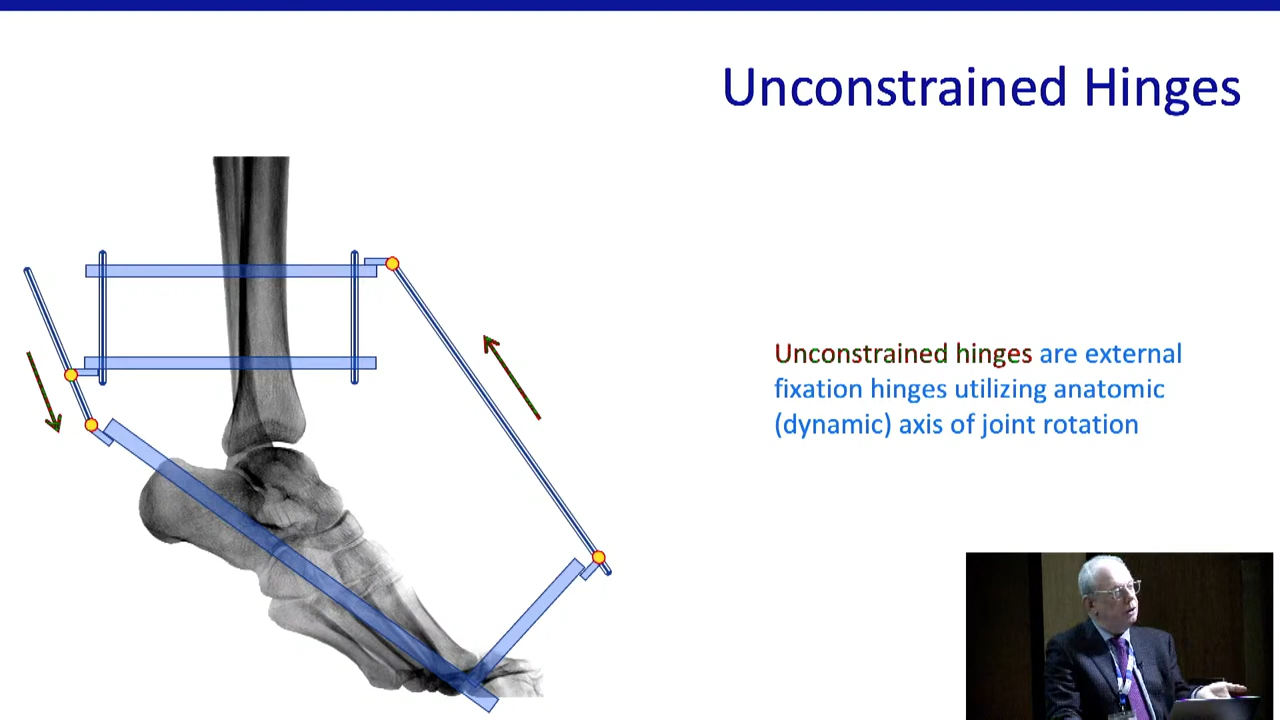 Unconstrained Hinges
Unconstrained hinges are external
fixation hinges utilizing anatomic
(dynamic) axis of joint rotation